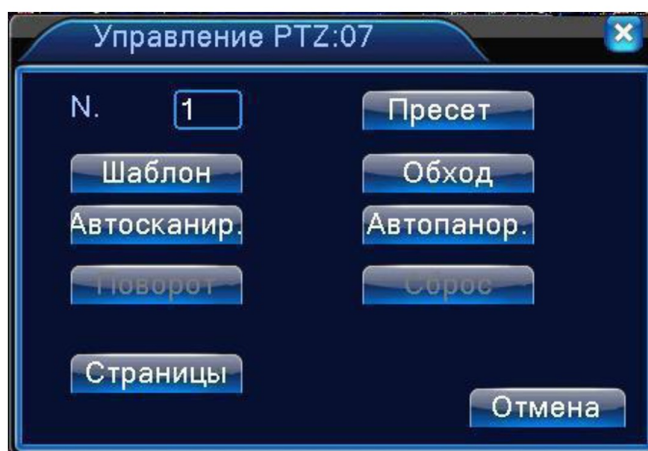 Управление PTZ:07
N. 1 Пресет
Шаблон Обход
Автосканир. Автопанор.
Поворот Сброс
Страницы
Отмена